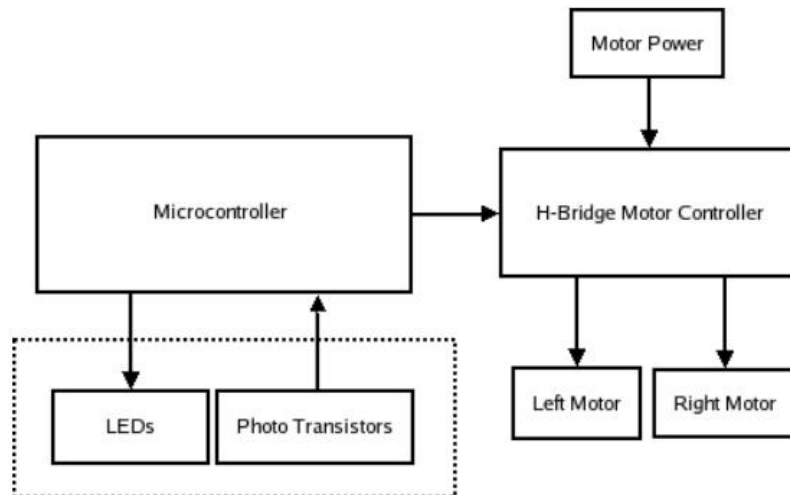 Motor Power
Microcontroller
H-Bridge Motor Controller
LEDs
Photo Transistors
Left Motor
Right Motor